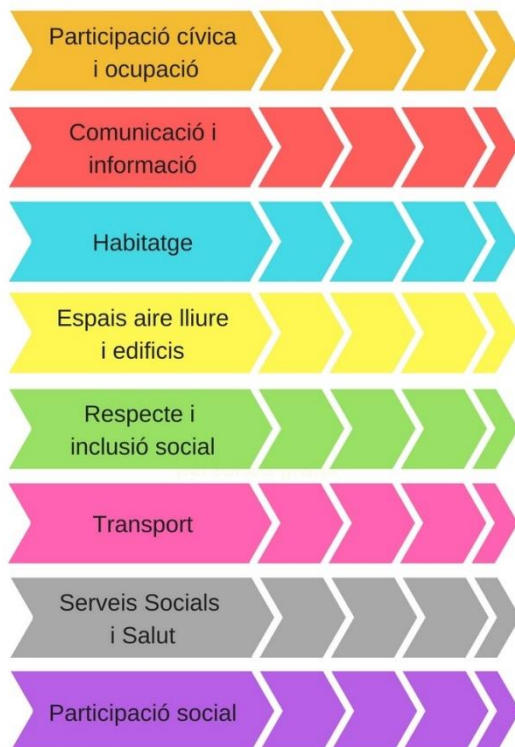 Participació cívica
i ocupació
Comunicació i
informació
Habitatge
Espais aire lliure
i edificis
Respecte i
inclusió social
Transport
Serveis Socials
i Salut
Participació social